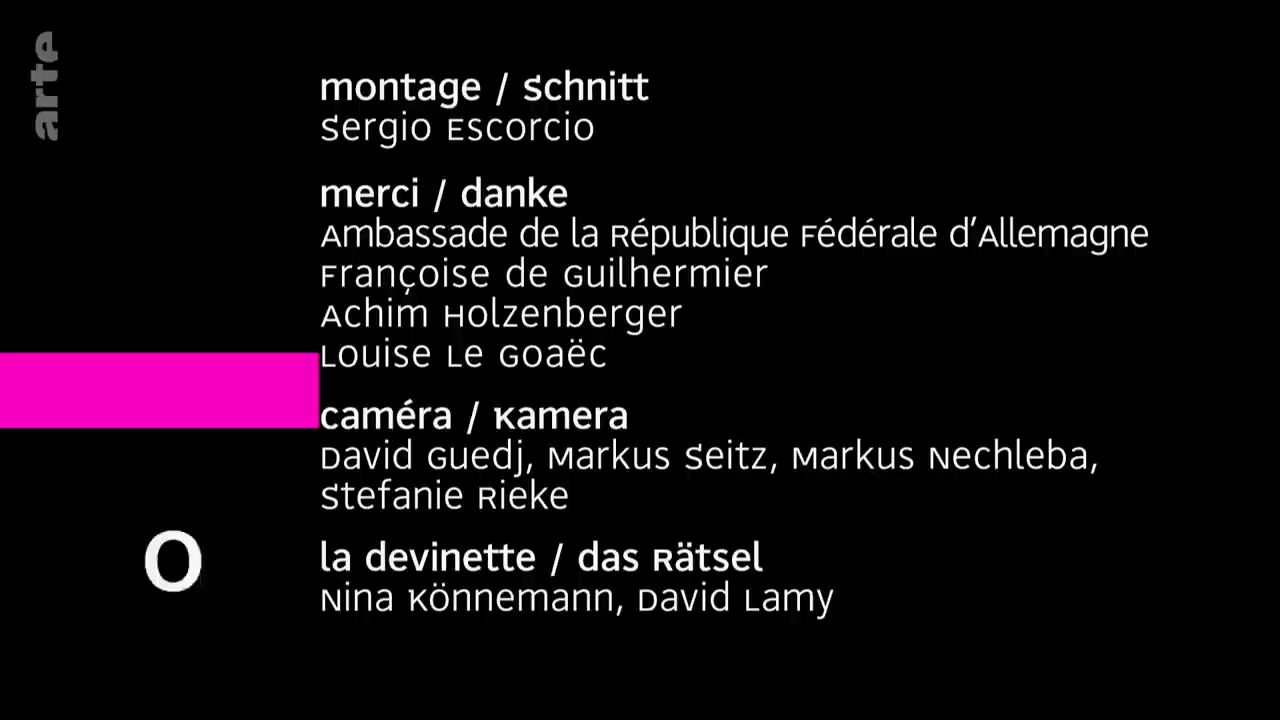 arte
montage / schnitt
Sergio Escorcio
merci / danke
Ambassade de la République Fédérale d'Allemagne
Françoise de Guilhermier
Achim Holzenberger
Louise Le Goaëc
caméra / Kamera
David Guedj, Markus Seitz, Markus Nechleba,
Stefanie Rieke
la devinette / das Rätsel
Nina Könnemann, David Lamy
O